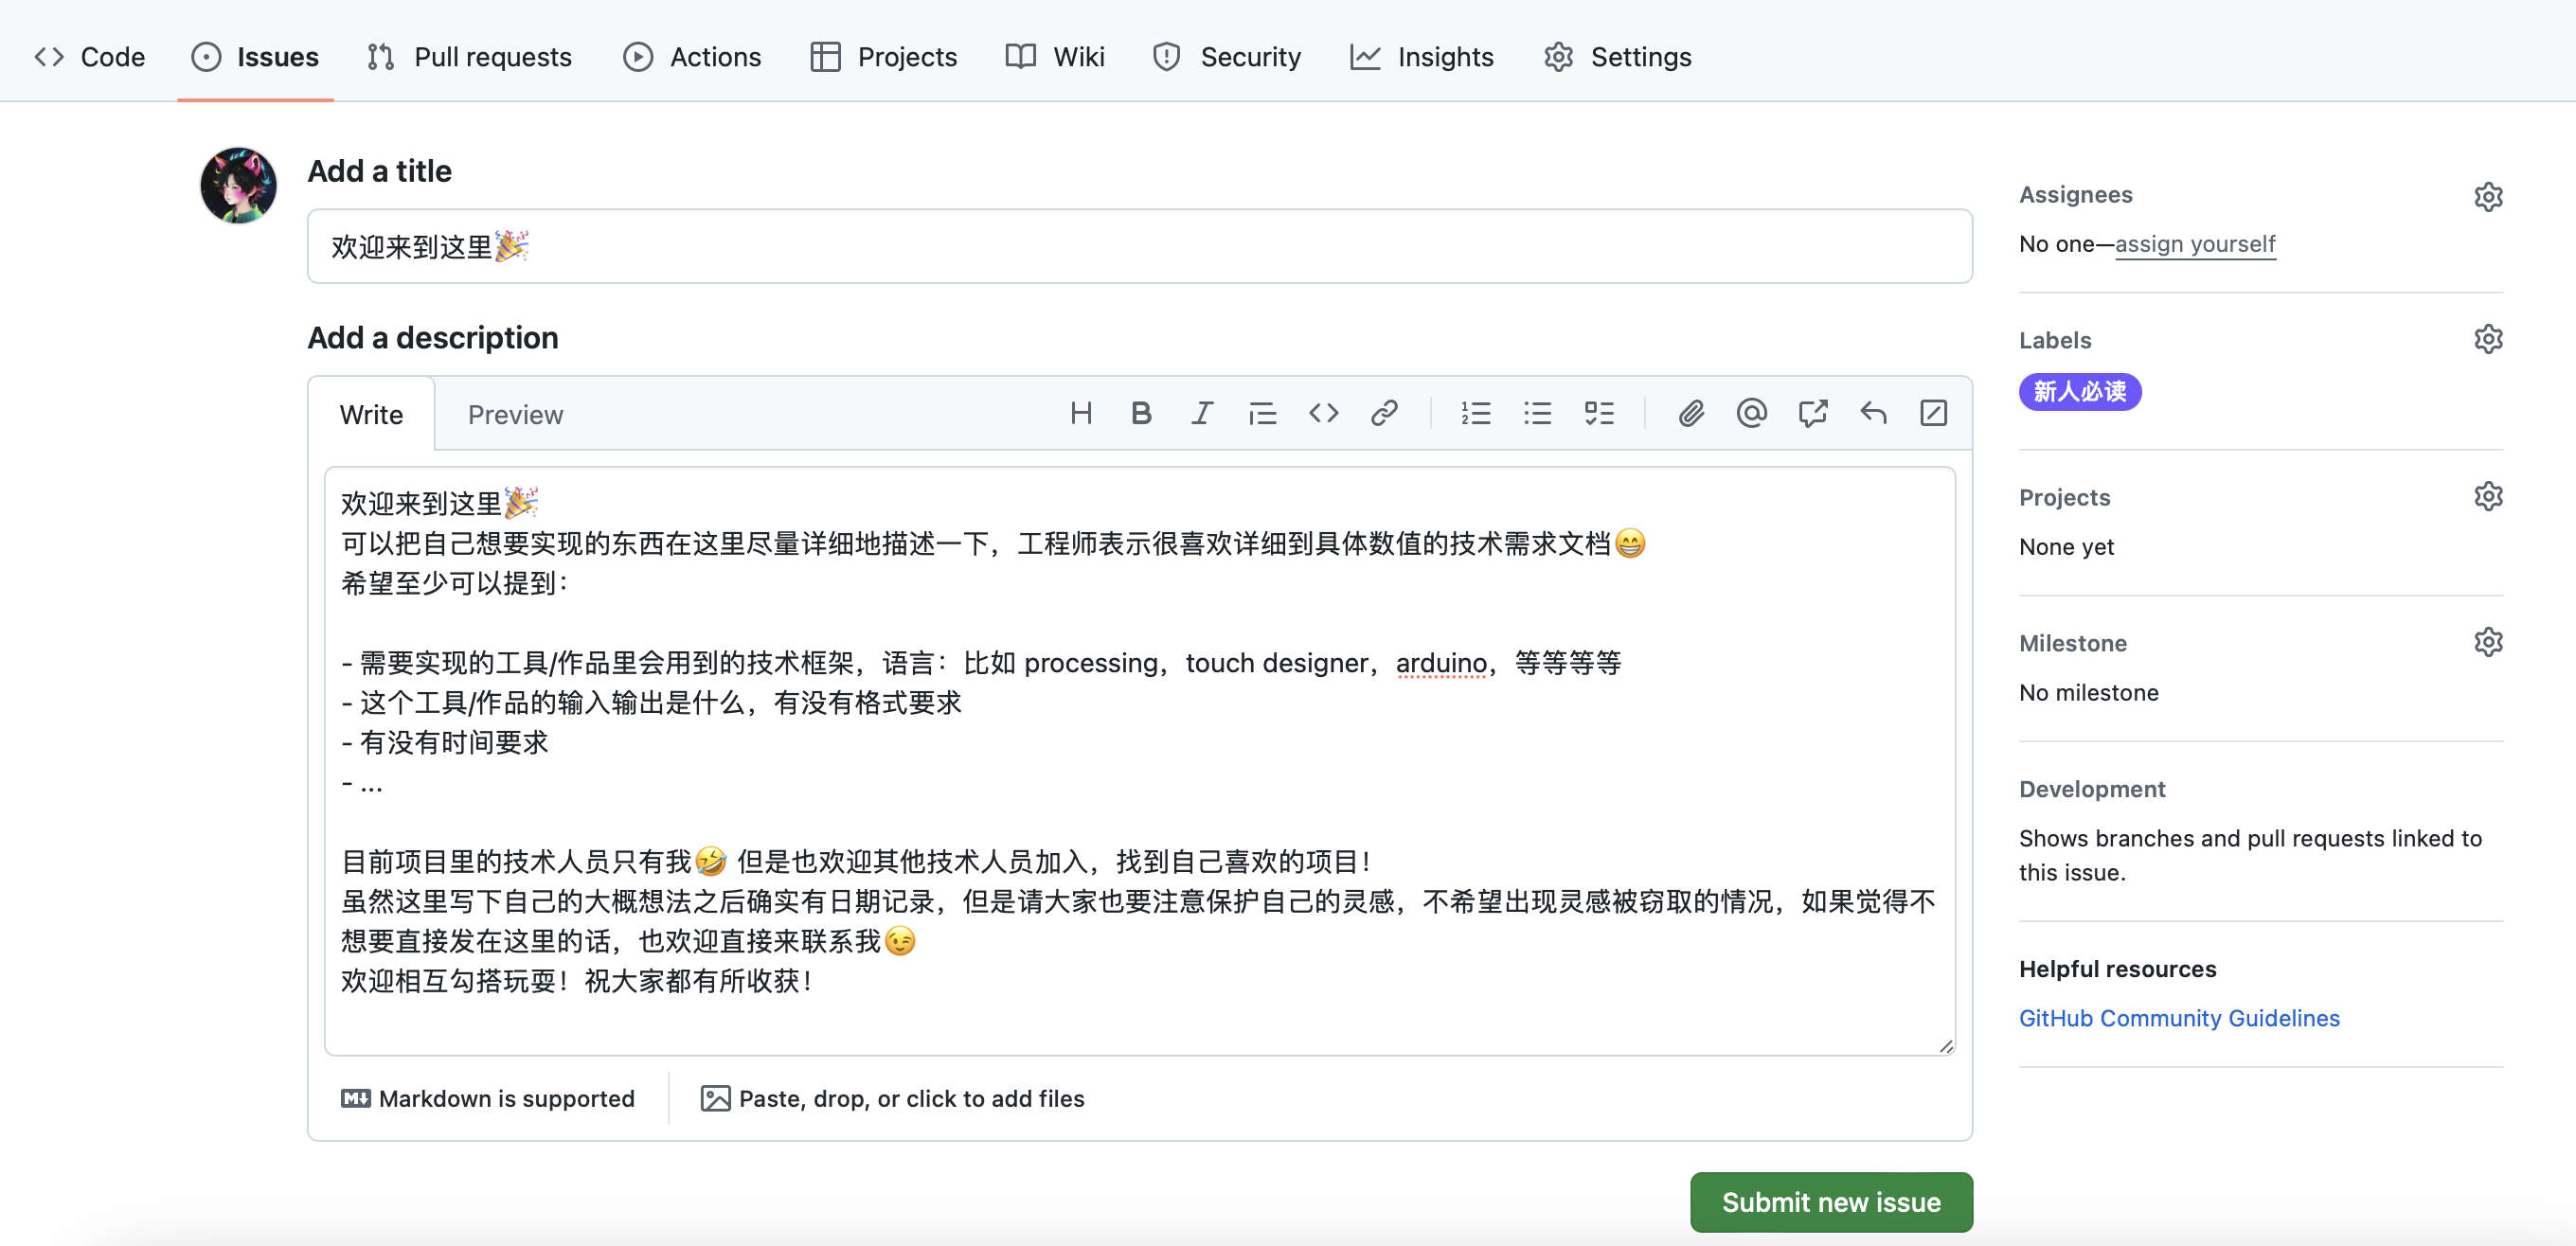 Code Issues Pull requests Actions Projects Wiki Security Insights Settings
Add a title
欢迎来到这里🎉
Add a description
Write Preview
欢迎来到这里🎉
可以把自己想要实现的东西在这里尽量详细地描述一下，工程师表示很喜欢详细到具体数值的技术需求文档😁
希望至少可以提到：
- 需要实现的工具/作品里会用到的技术框架，语言：比如 processing，touch designer，arduino，等等等等
- 这个工具/作品的输入输出是什么，有没有格式要求
- 有没有时间要求
- ...
目前项目里的技术人员只有我🤣 但是也欢迎其他技术人员加入，找到自己喜欢的项目！
虽然这里写下自己的大概想法之后确实有日期记录，但是请大家也要注意保护自己的灵感，不希望出现灵感被窃取的情况，如果觉得不
想要直接发在这里的话，也欢迎直接来联系我😉
欢迎相互勾搭玩耍！祝大家都有所收获！
Markdown is supported
Paste, drop, or click to add files
Submit new issue
Assignees
No one—assign yourself
Labels
新人必读
Projects
None yet
Milestone
No milestone
Development
Shows branches and pull requests linked to
this issue.
Helpful resources
GitHub Community Guidelines